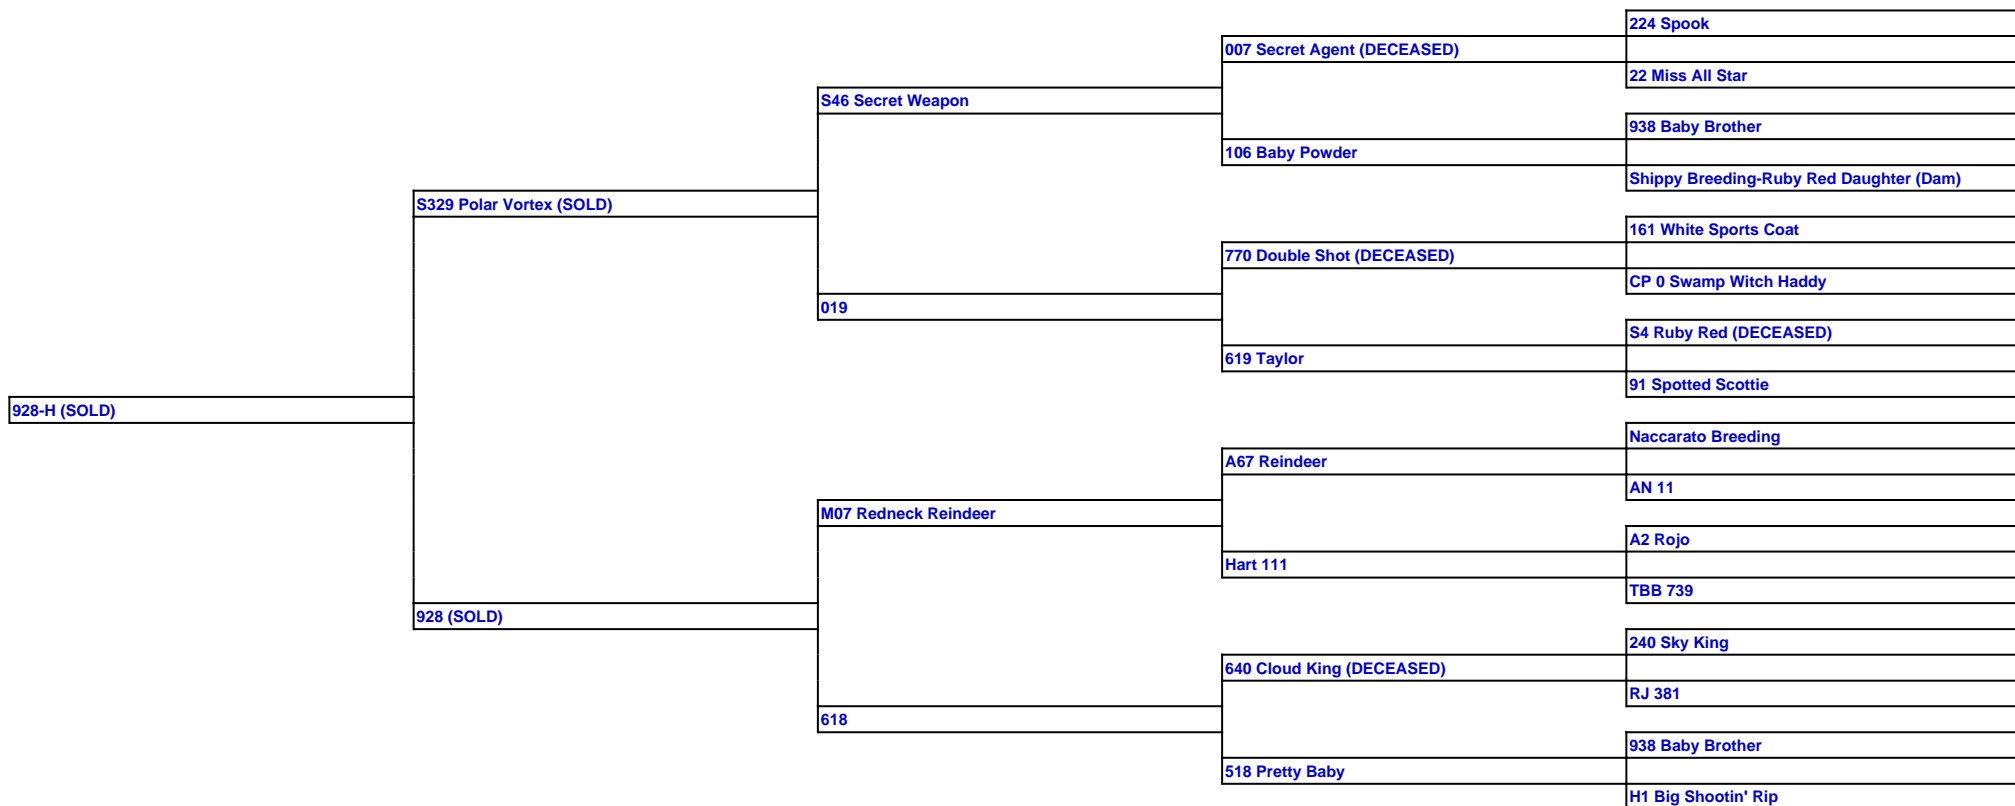 224 Spook
007 Secret Agent (DECEASED)
22 Miss All Star
S46 Secret Weapon
938 Baby Brother
106 Baby Powder
Shippy Breeding-Ruby Red Daughter (Dam)
S329 Polar Vortex (SOLD)
161 White Sports Coat
770 Double Shot (DECEASED)
CP 0 Swamp Witch Haddy
019
S4 Ruby Red (DECEASED)
619 Taylor
91 Spotted Scottie
928-H (SOLD)
Naccarato Breeding
A67 Reindeer
AN 11
M07 Redneck Reindeer
A2 Rojo
Hart 111
TBB 739
928 (SOLD)
240 Sky King
640 Cloud King (DECEASED)
RJ 381
618
938 Baby Brother
518 Pretty Baby
H1 Big Shootin' Rip